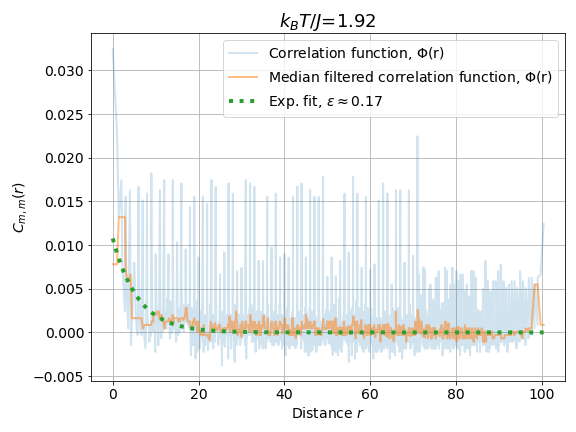 k_BT/J=1.92
Correlation function, Φ(r)
Median filtered correlation function, Φ(r)
Exp. fit, ε ≈ 0.17
C_{m, m}(r)
0.030
0.025
0.020
0.015
0.010
0.005
0.000
−0.005
0 20 40 60 80 100
Distance r